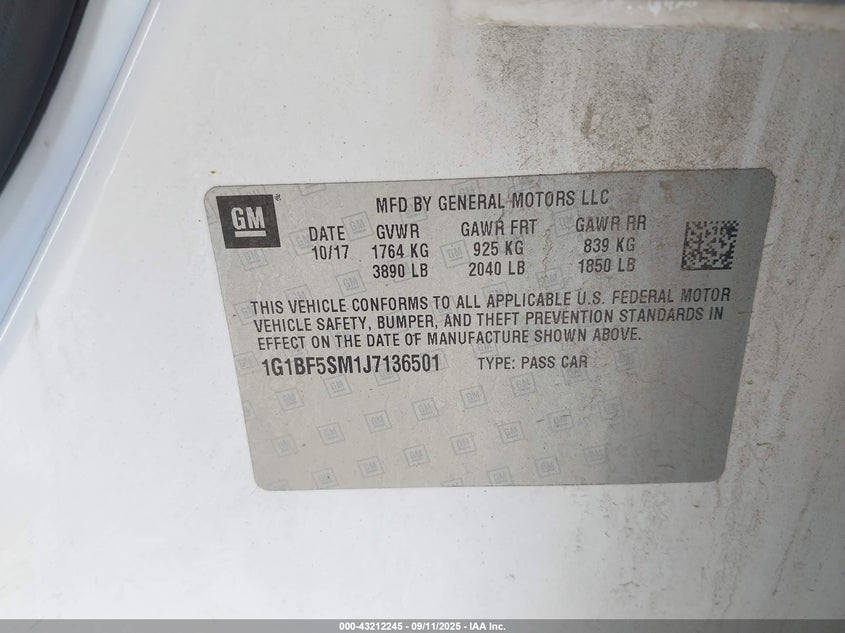 GM
MFD BY GENERAL MOTORS LLC
DATE GVWR GAWR FRT GAWR RR
10/17 1764 KG 925 KG 839 KG
3890 LB 2040 LB 1850 LB
THIS VEHICLE CONFORMS TO ALL APPLICABLE U.S. FEDERAL MOTOR
VEHICLE SAFETY, BUMPER, AND THEFT PREVENTION STANDARDS IN
EFFECT ON THE DATE OF MANUFACTURE SHOWN ABOVE.
1G1BF5SM1J7136501 TYPE: PASS CAR
000-43212245 - 09/11/2025 - IAA Inc.